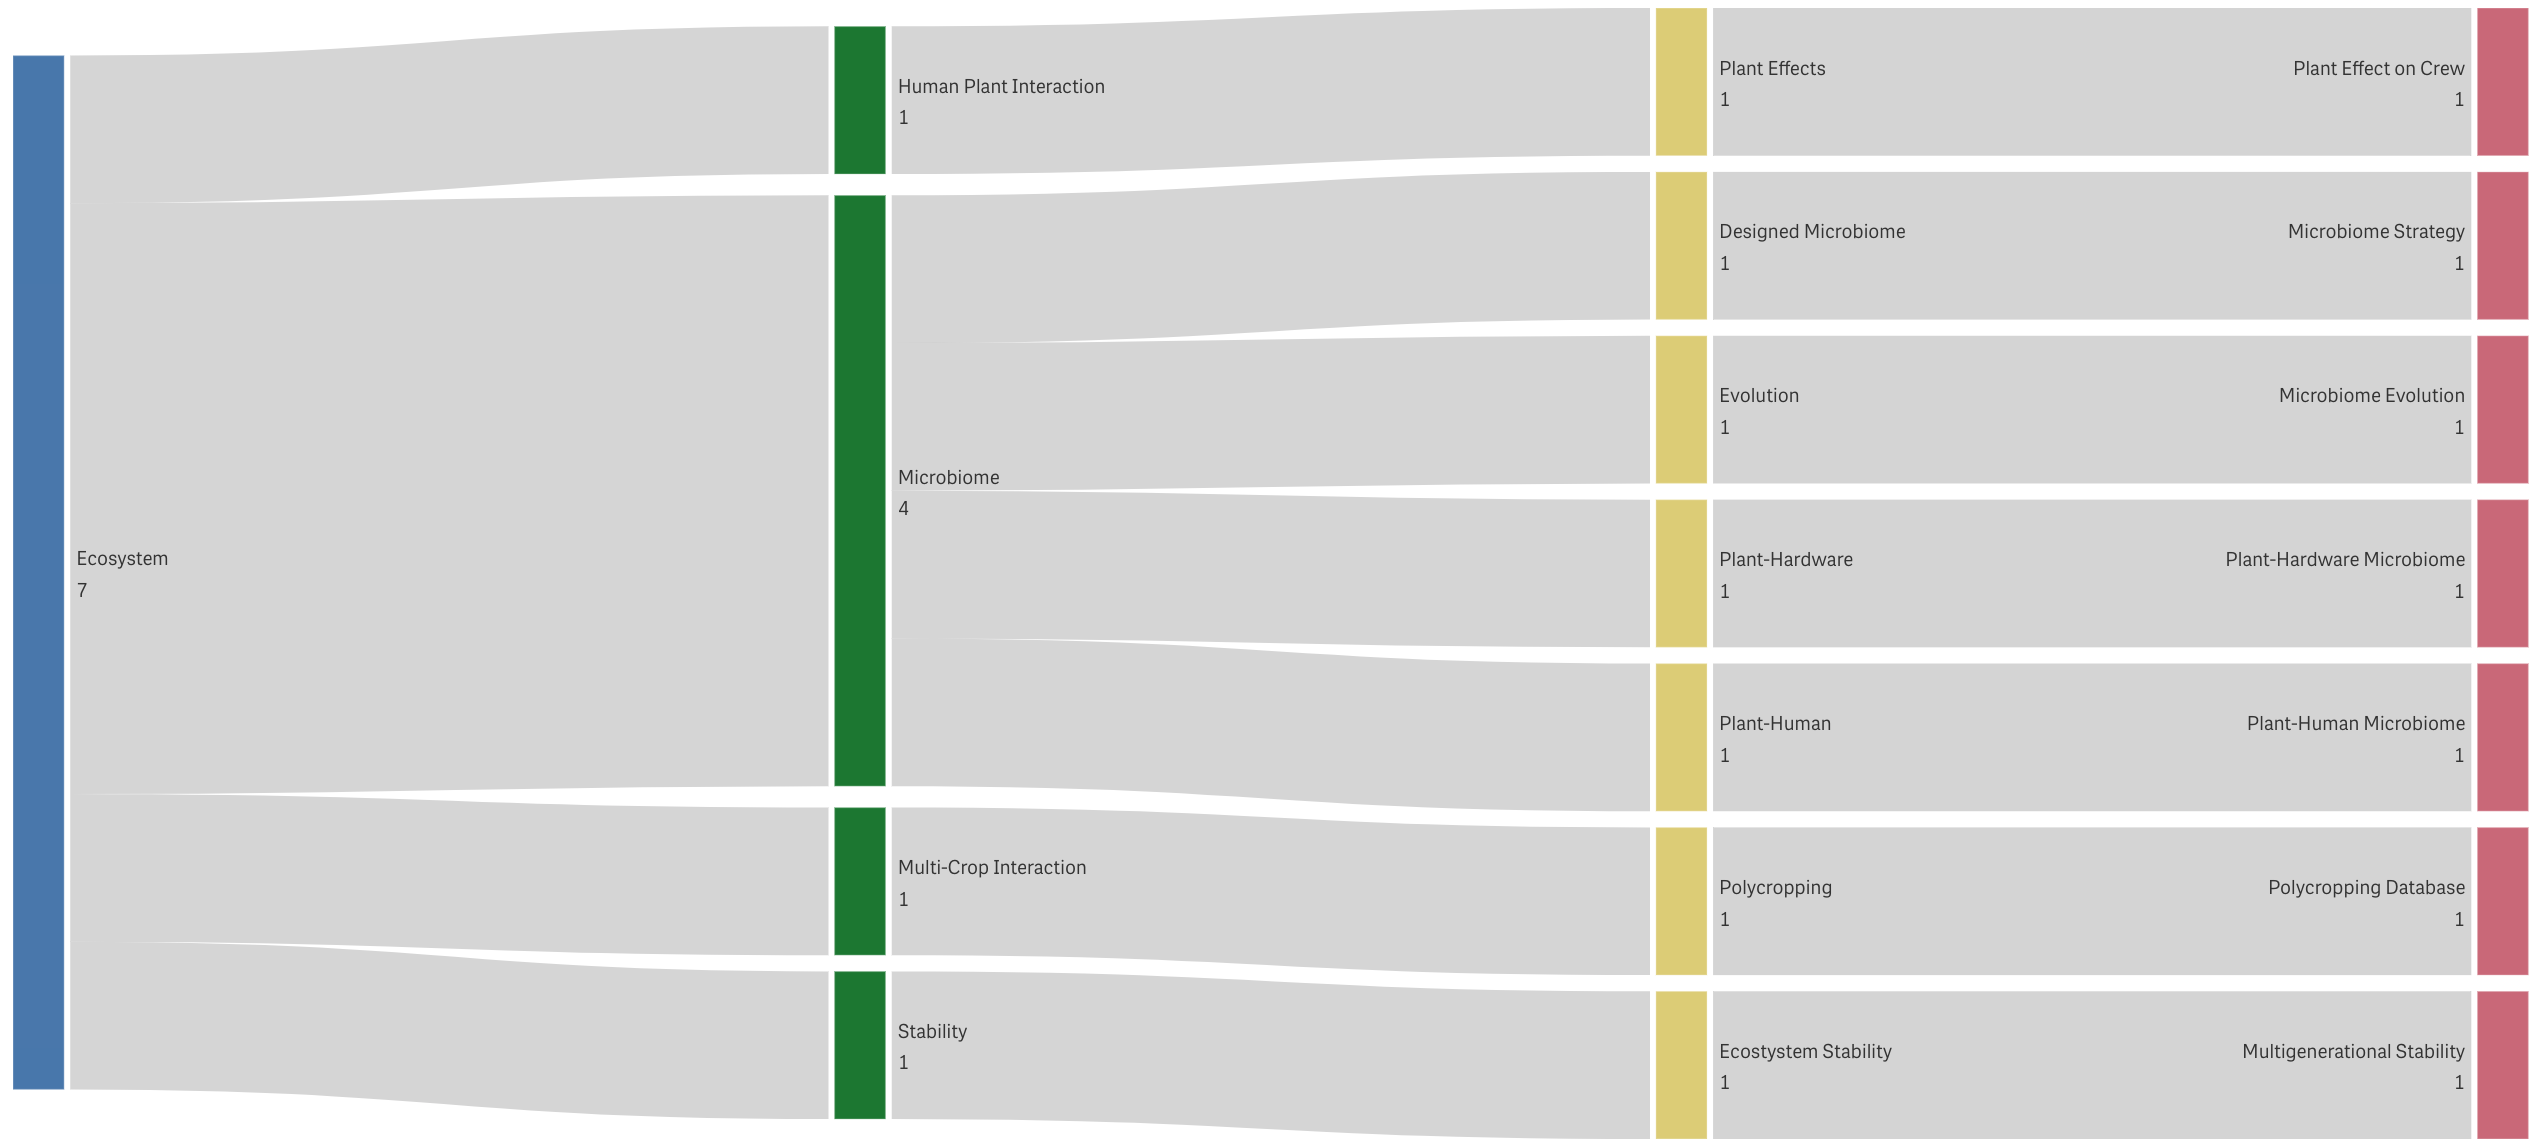 Ecosystem
7
Human Plant Interaction
1
Microbiome
4
Multi-Crop Interaction
1
Stability
1
Plant Effects
1
Designed Microbiome
1
Evolution
1
Plant-Hardware
1
Plant-Human
1
Polycropping
1
Ecostystem Stability
1
Plant Effect on Crew
1
Microbiome Strategy
1
Microbiome Evolution
1
Plant-Hardware Microbiome
1
Plant-Human Microbiome
1
Polycropping Database
1
Multigenerational Stability
1